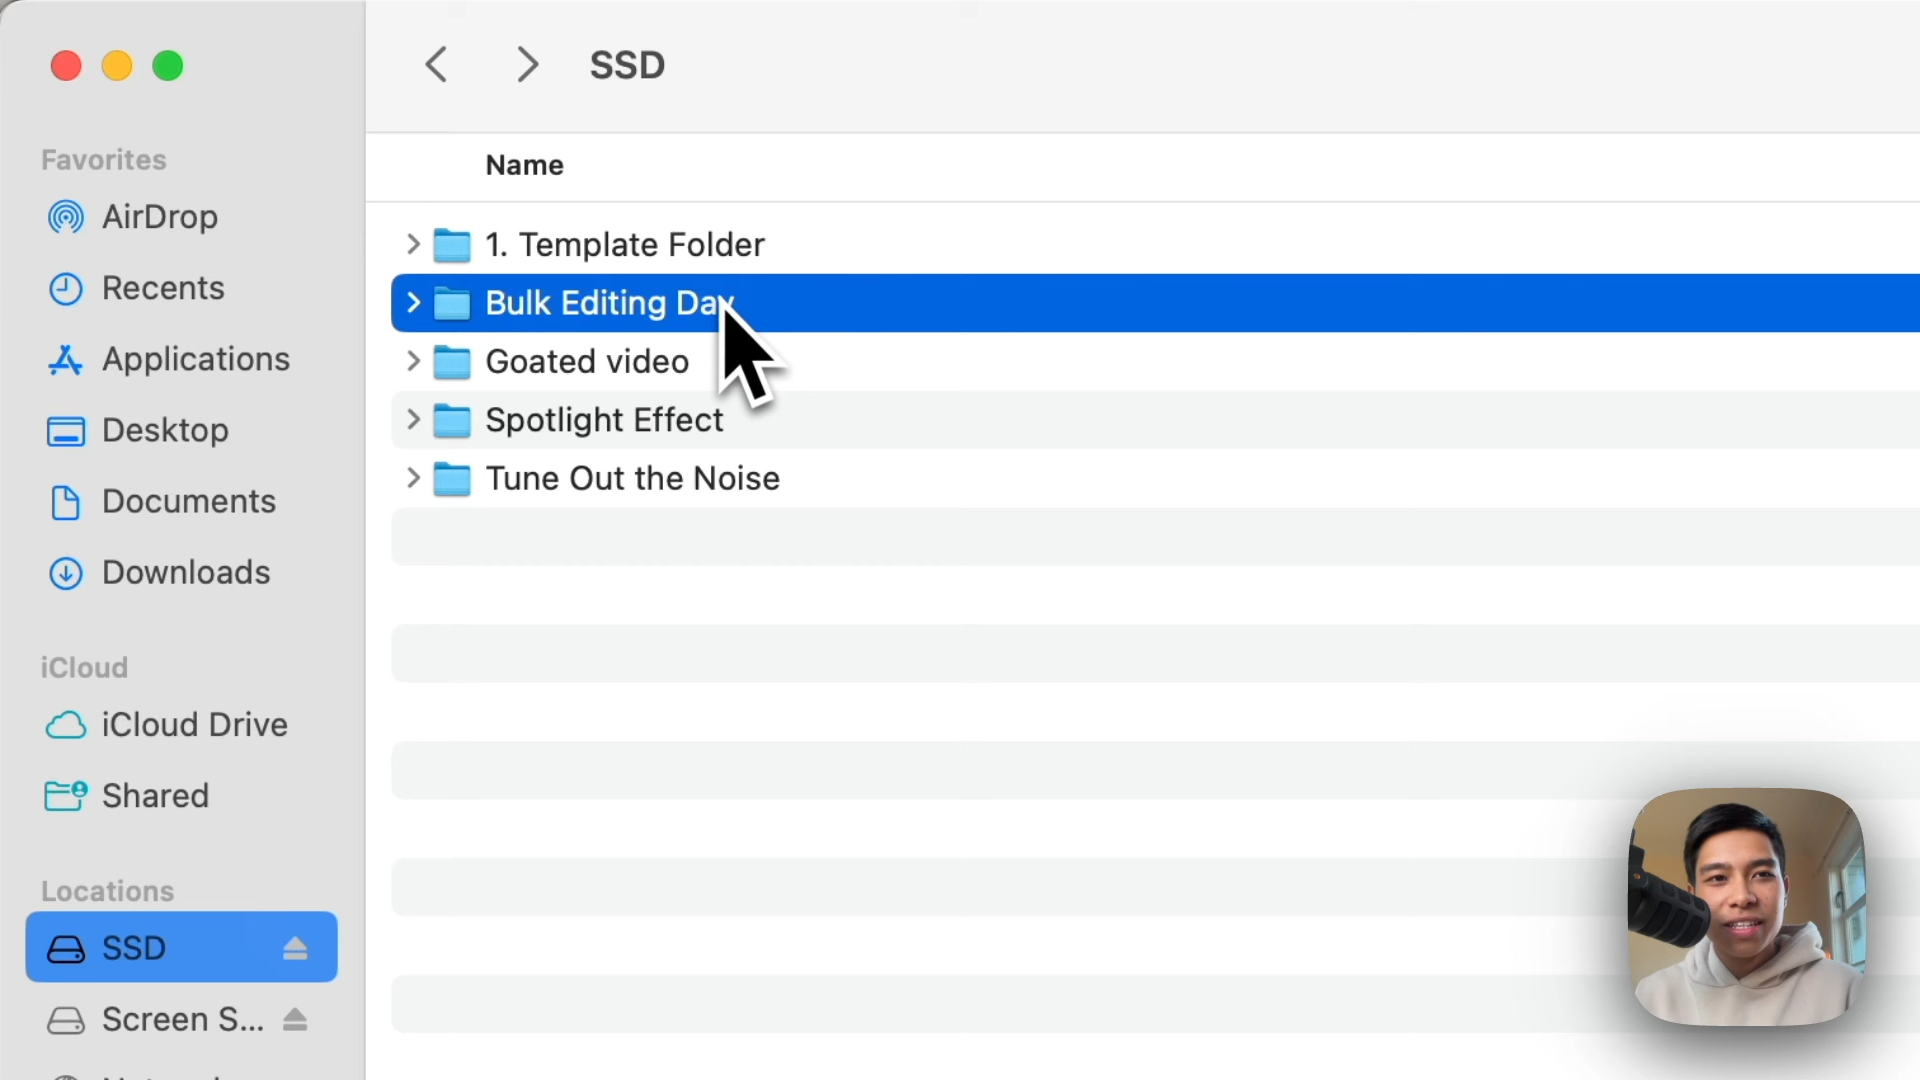 SSD
Favorites
AirDrop
Recents
Applications
Desktop
Documents
Downloads
iCloud
iCloud Drive
Shared
Locations
SSD
Screen S...
Name
1. Template Folder
Bulk Editing Day
Goated video
Spotlight Effect
Tune Out the Noise